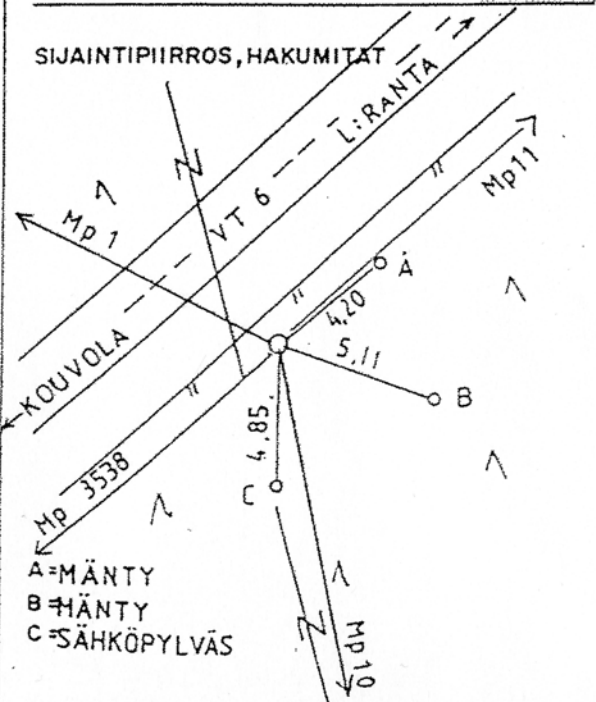 SIJAINTIPIIRROS, HAKUMITAT
L:RANTA
VT 6
KOUVOLA
Mp 1
Mp11
A
4,20
5,11
B
4,85
C
Mp 3538
Mp10
A=MÄNTY
B=MÄNTY
C=SÄHKÖPYLVÄS